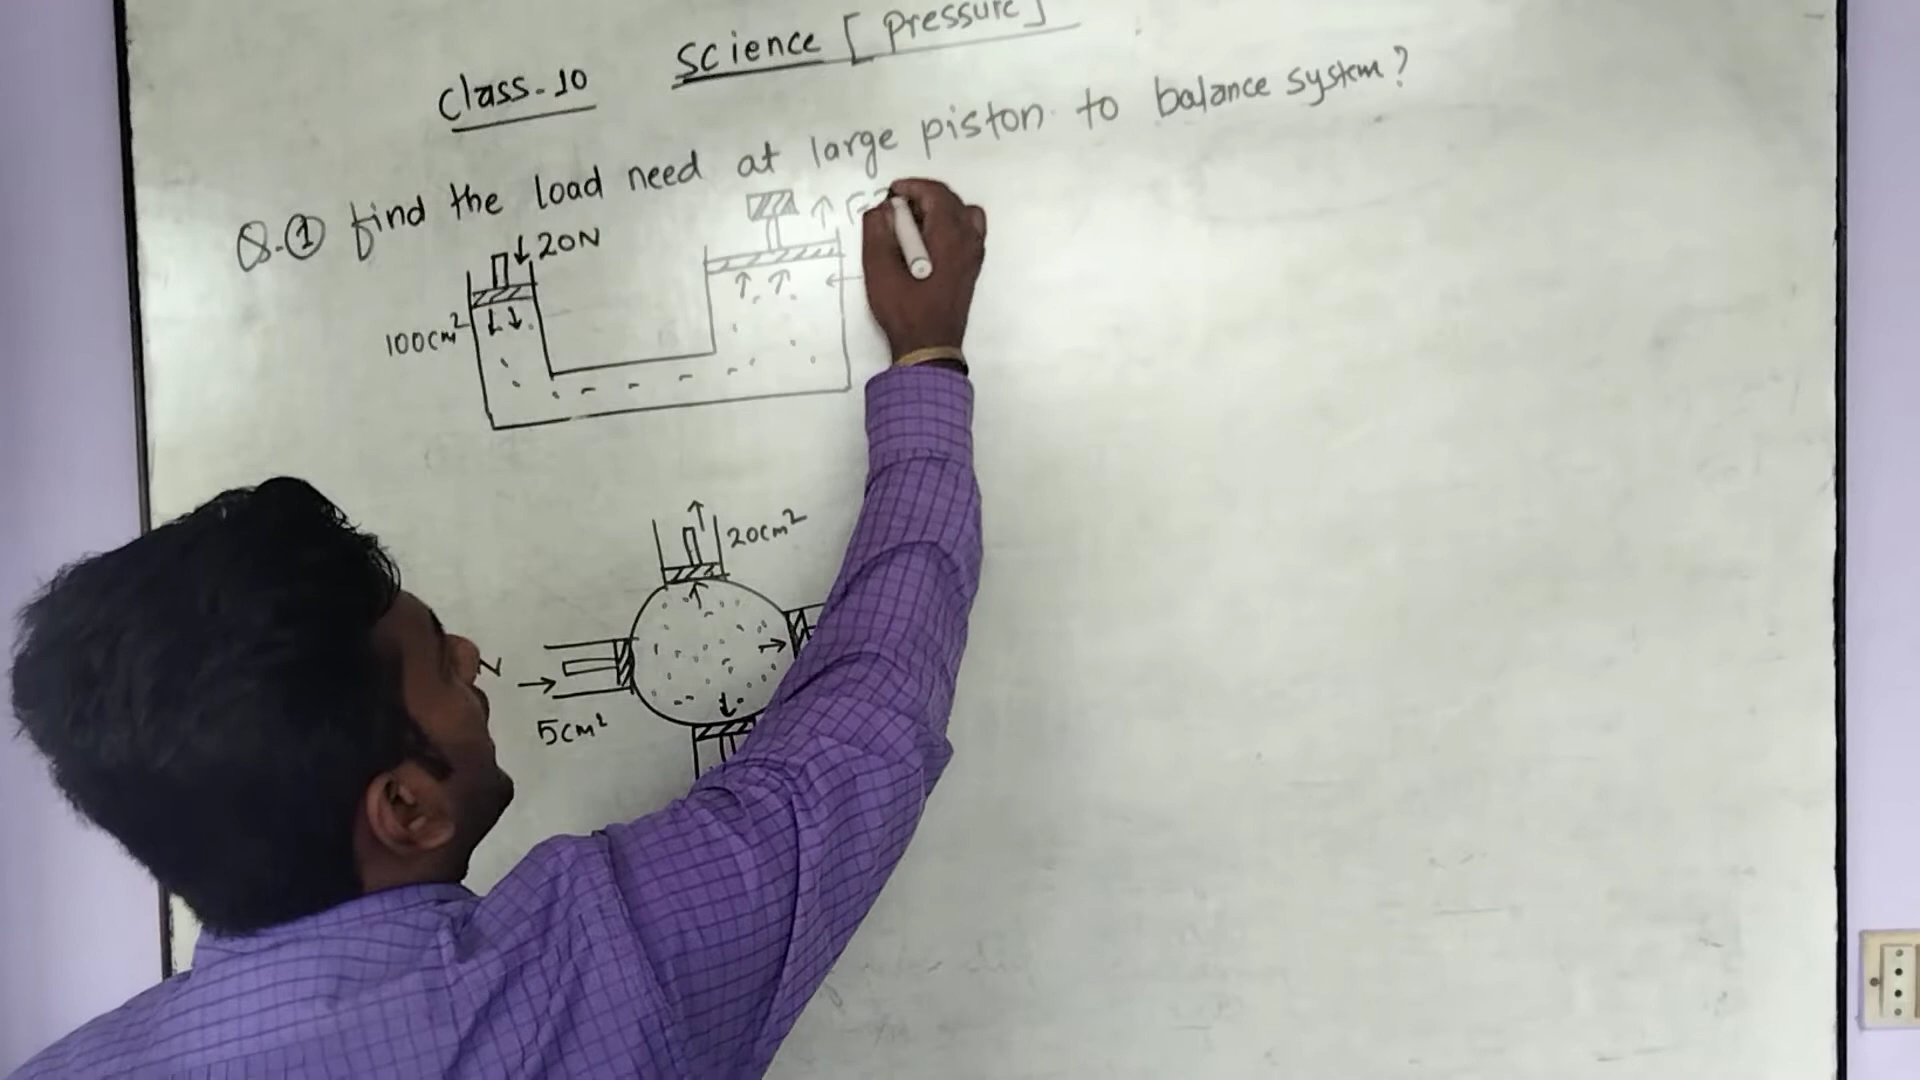 Class-10
Science [Pressure]
Q.① find the load need at large piston to balance system?
20N
100cm²
20cm²
N
5cm²